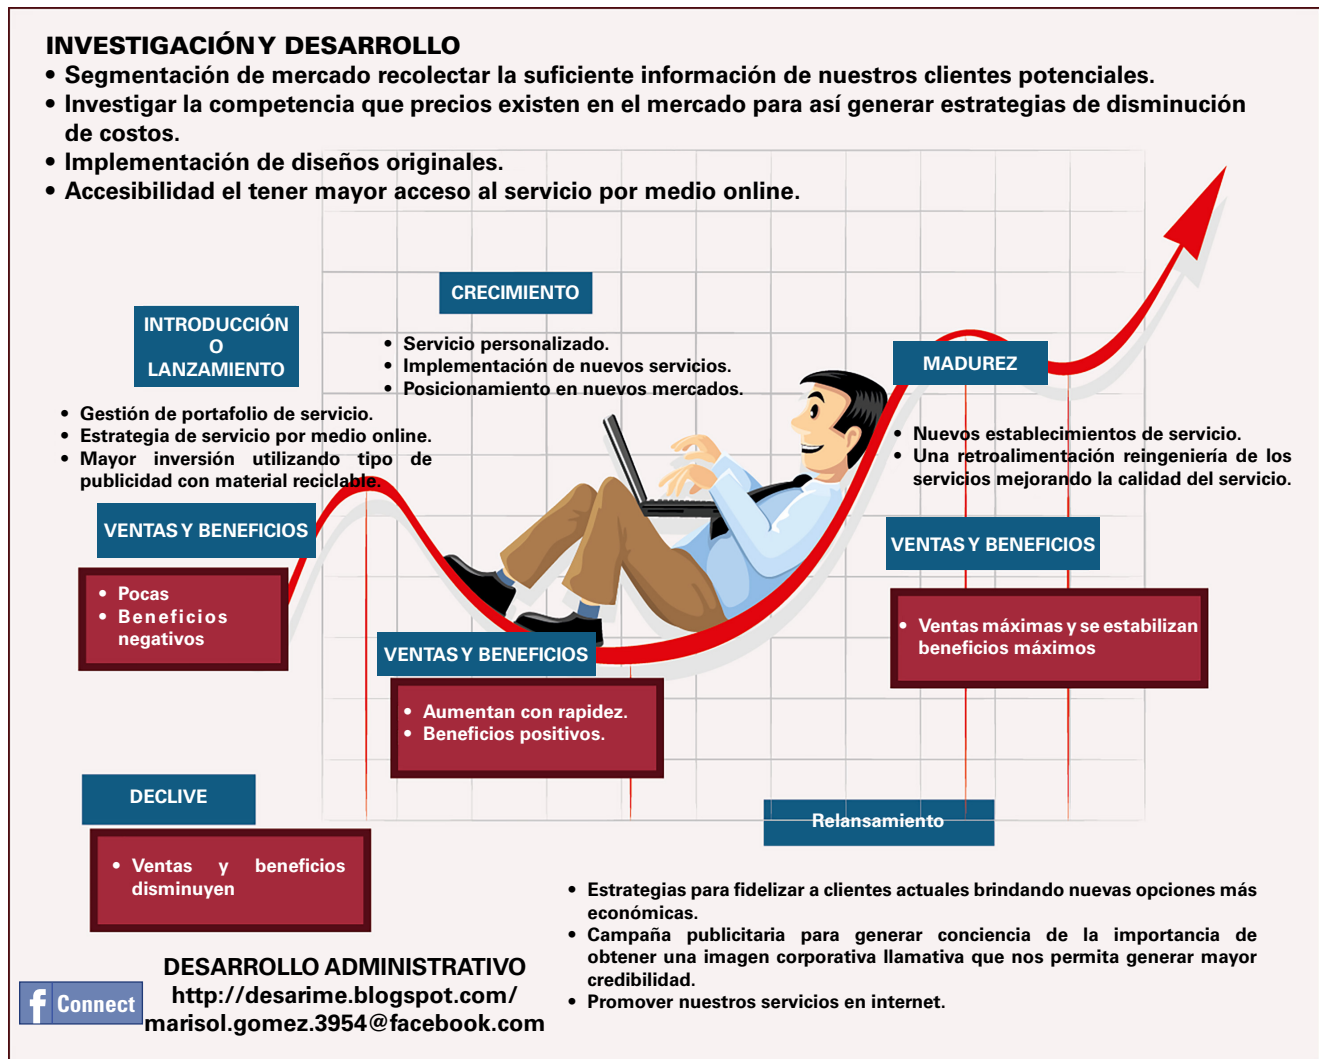 INVESTIGACIÓN Y DESARROLLO
• Segmentación de mercado recolectar la suficiente información de nuestros clientes potenciales.
• Investigar la competencia que precios existen en el mercado para así generar estrategias de disminución
de costos.
• Implementación de diseños originales.
• Accesibilidad el tener mayor acceso al servicio por medio online.
INTRODUCCIÓN
O
LANZAMIENTO
• Gestión de portafolio de servicio.
• Estrategia de servicio por medio online.
• Mayor inversión utilizando tipo de
publicidad con material reciclable.
VENTAS Y BENEFICIOS
• Pocas
• Beneficios
negativos
CRECIMIENTO
• Servicio personalizado.
• Implementación de nuevos servicios.
• Posicionamiento en nuevos mercados.
VENTAS Y BENEFICIOS
• Aumentan con rapidez.
• Beneficios positivos.
MADUREZ
• Nuevos establecimientos de servicio.
• Una retroalimentación reingeniería de los
servicios mejorando la calidad del servicio.
VENTAS Y BENEFICIOS
• Ventas máximas y se estabilizan
beneficios máximos
DECLIVE
• Ventas y beneficios
disminuyen
Relansamiento
• Estrategias para fidelizar a clientes actuales brindando nuevas opciones más
económicas.
• Campaña publicitaria para generar conciencia de la importancia de
obtener una imagen corporativa llamativa que nos permita generar mayor
credibilidad.
• Promover nuestros servicios en internet.
f Connect
DESARROLLO ADMINISTRATIVO
http://desarime.blogspot.com/
marisol.gomez.3954@facebook.com